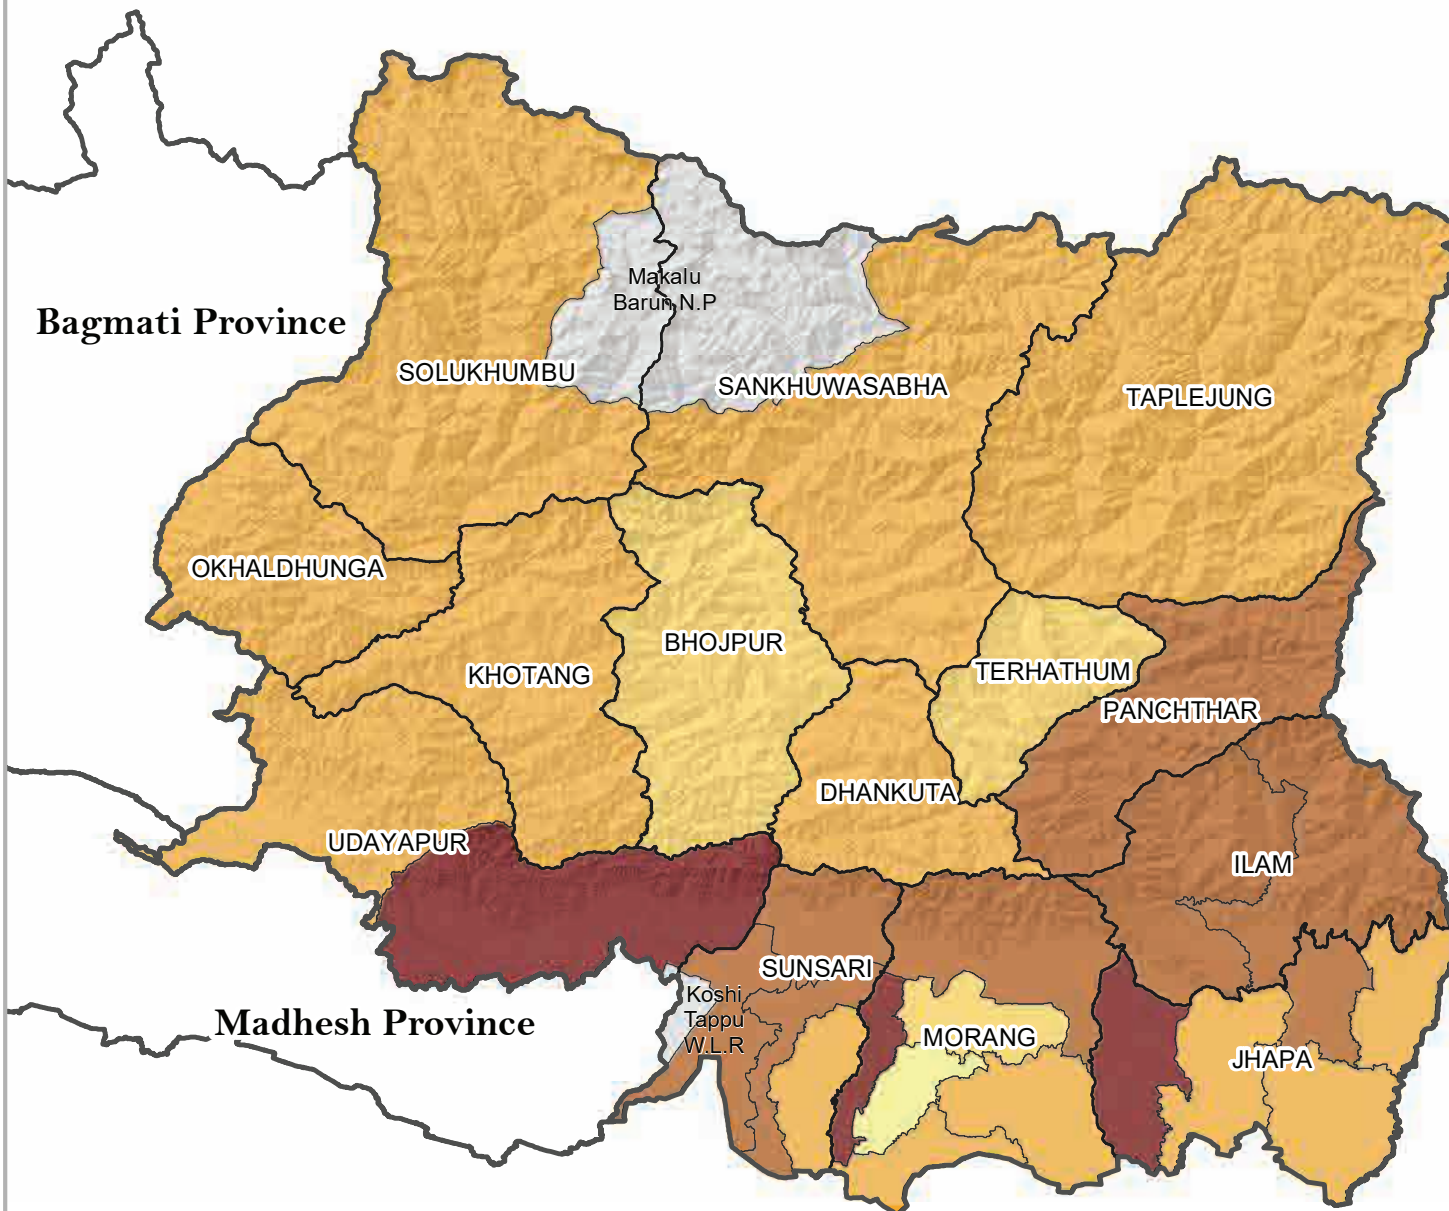 Makalu
Barun N.P
Bagmati Province
SOLUKHUMBU
SANKHUWASABHA
TAPLEJUNG
OKHALDHUNGA
BHOJPUR
KHOTANG
TERHATHUM
PANCHTHAR
DHANKUTA
UDAYAPUR
ILAM
SUNSARI
Koshi
Tappu
W.L.R
Madhesh Province
MORANG
JHAPA